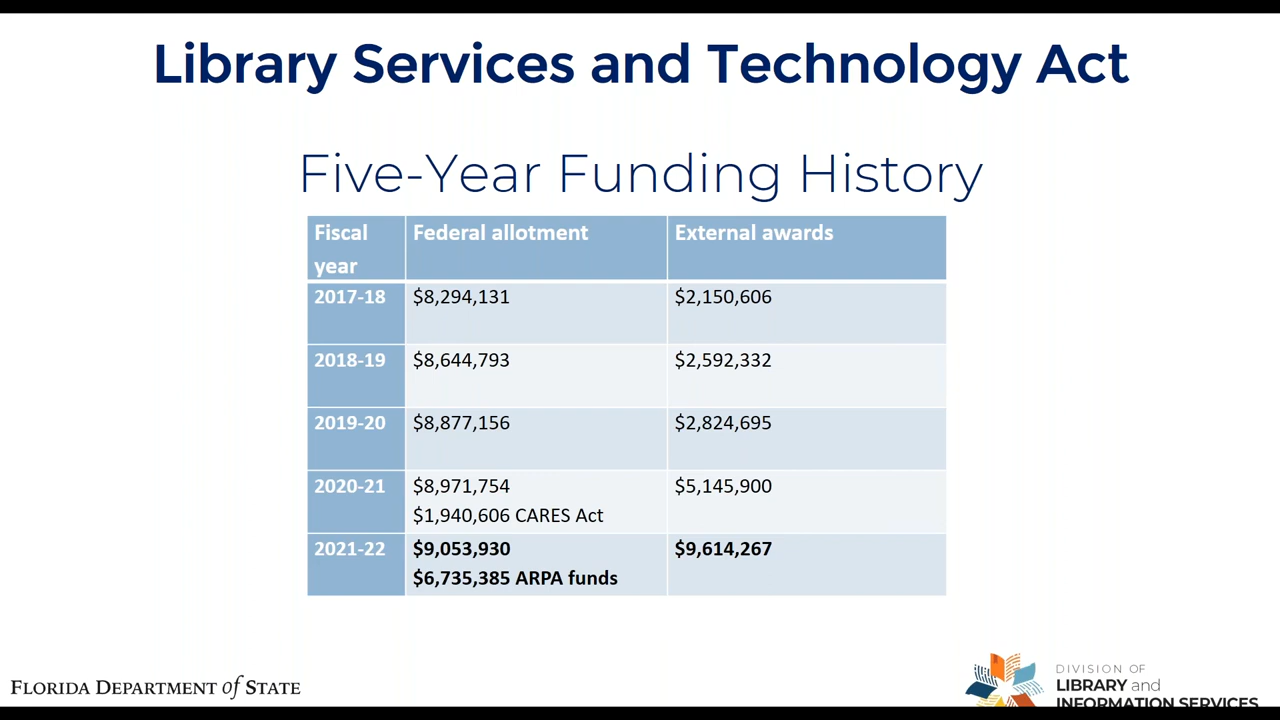 Library Services and Technology Act
Five-Year Funding History
Fiscal year
Federal allotment
External awards
2017-18
$8,294,131
$2,150,606
2018-19
$8,644,793
$2,592,332
2019-20
$8,877,156
$2,824,695
2020-21
$8,971,754
$1,940,606 CARES Act
$5,145,900
2021-22
$9,053,930
$6,735,385 ARPA funds
$9,614,267
FLORIDA DEPARTMENT of STATE
DIVISION OF
LIBRARY and
INFORMATION SERVICES